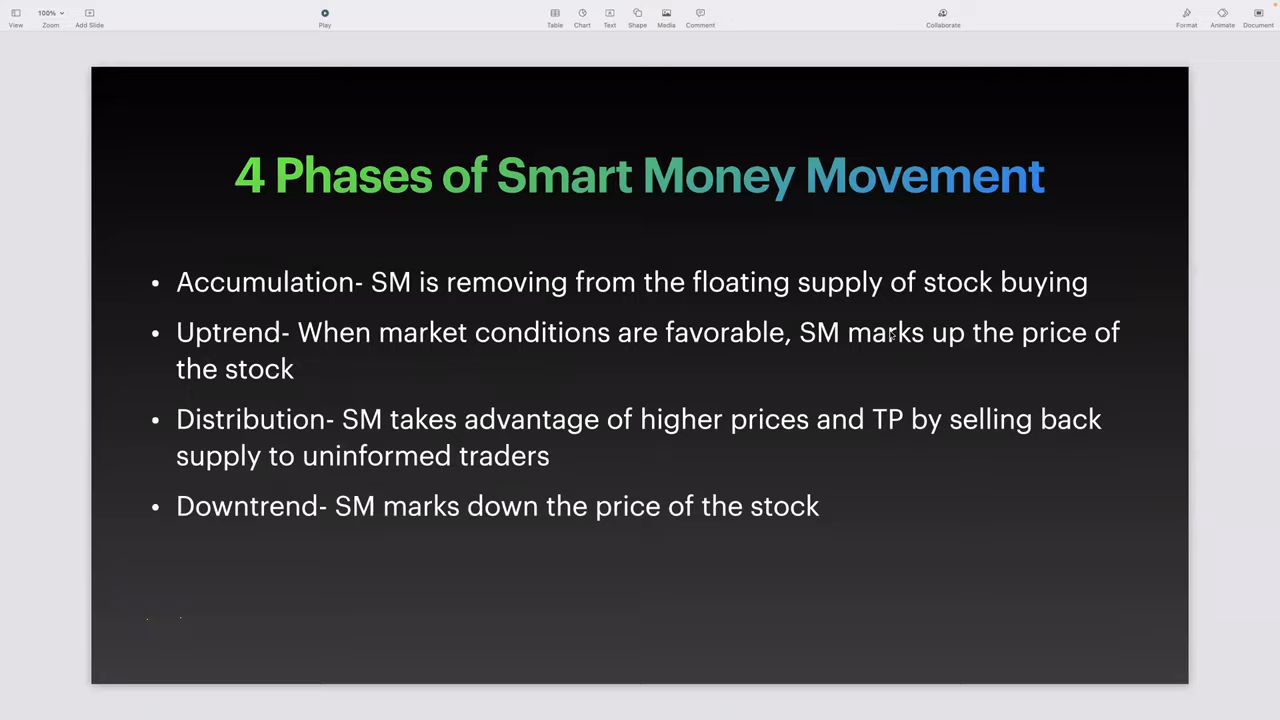 View
100%
Zoom
Add Slide
Play
Table
Chart
Text
Shape
Media
Comment
Collaborate
Format
Animate
Document
4 Phases of Smart Money Movement
• Accumulation- SM is removing from the floating supply of stock buying
• Uptrend- When market conditions are favorable, SM marks up the price of
the stock
• Distribution- SM takes advantage of higher prices and TP by selling back
supply to uninformed traders
• Downtrend- SM marks down the price of the stock